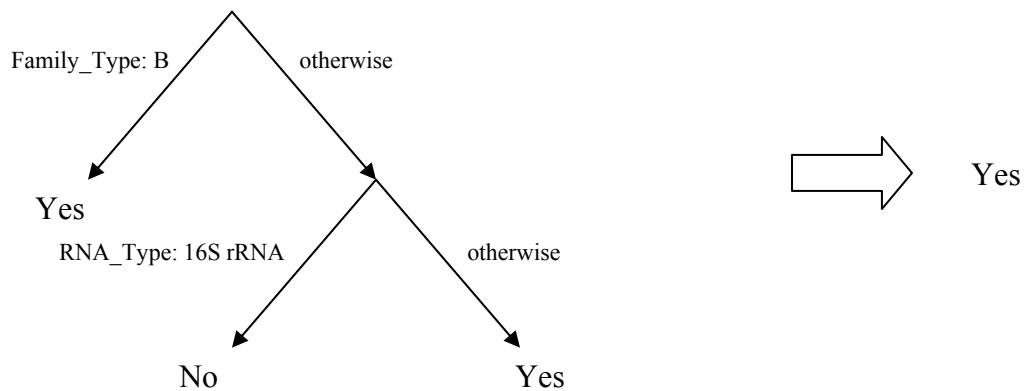 Family_Type: B
otherwise
Yes
Yes
RNA_Type: 16S rRNA
otherwise
No
Yes